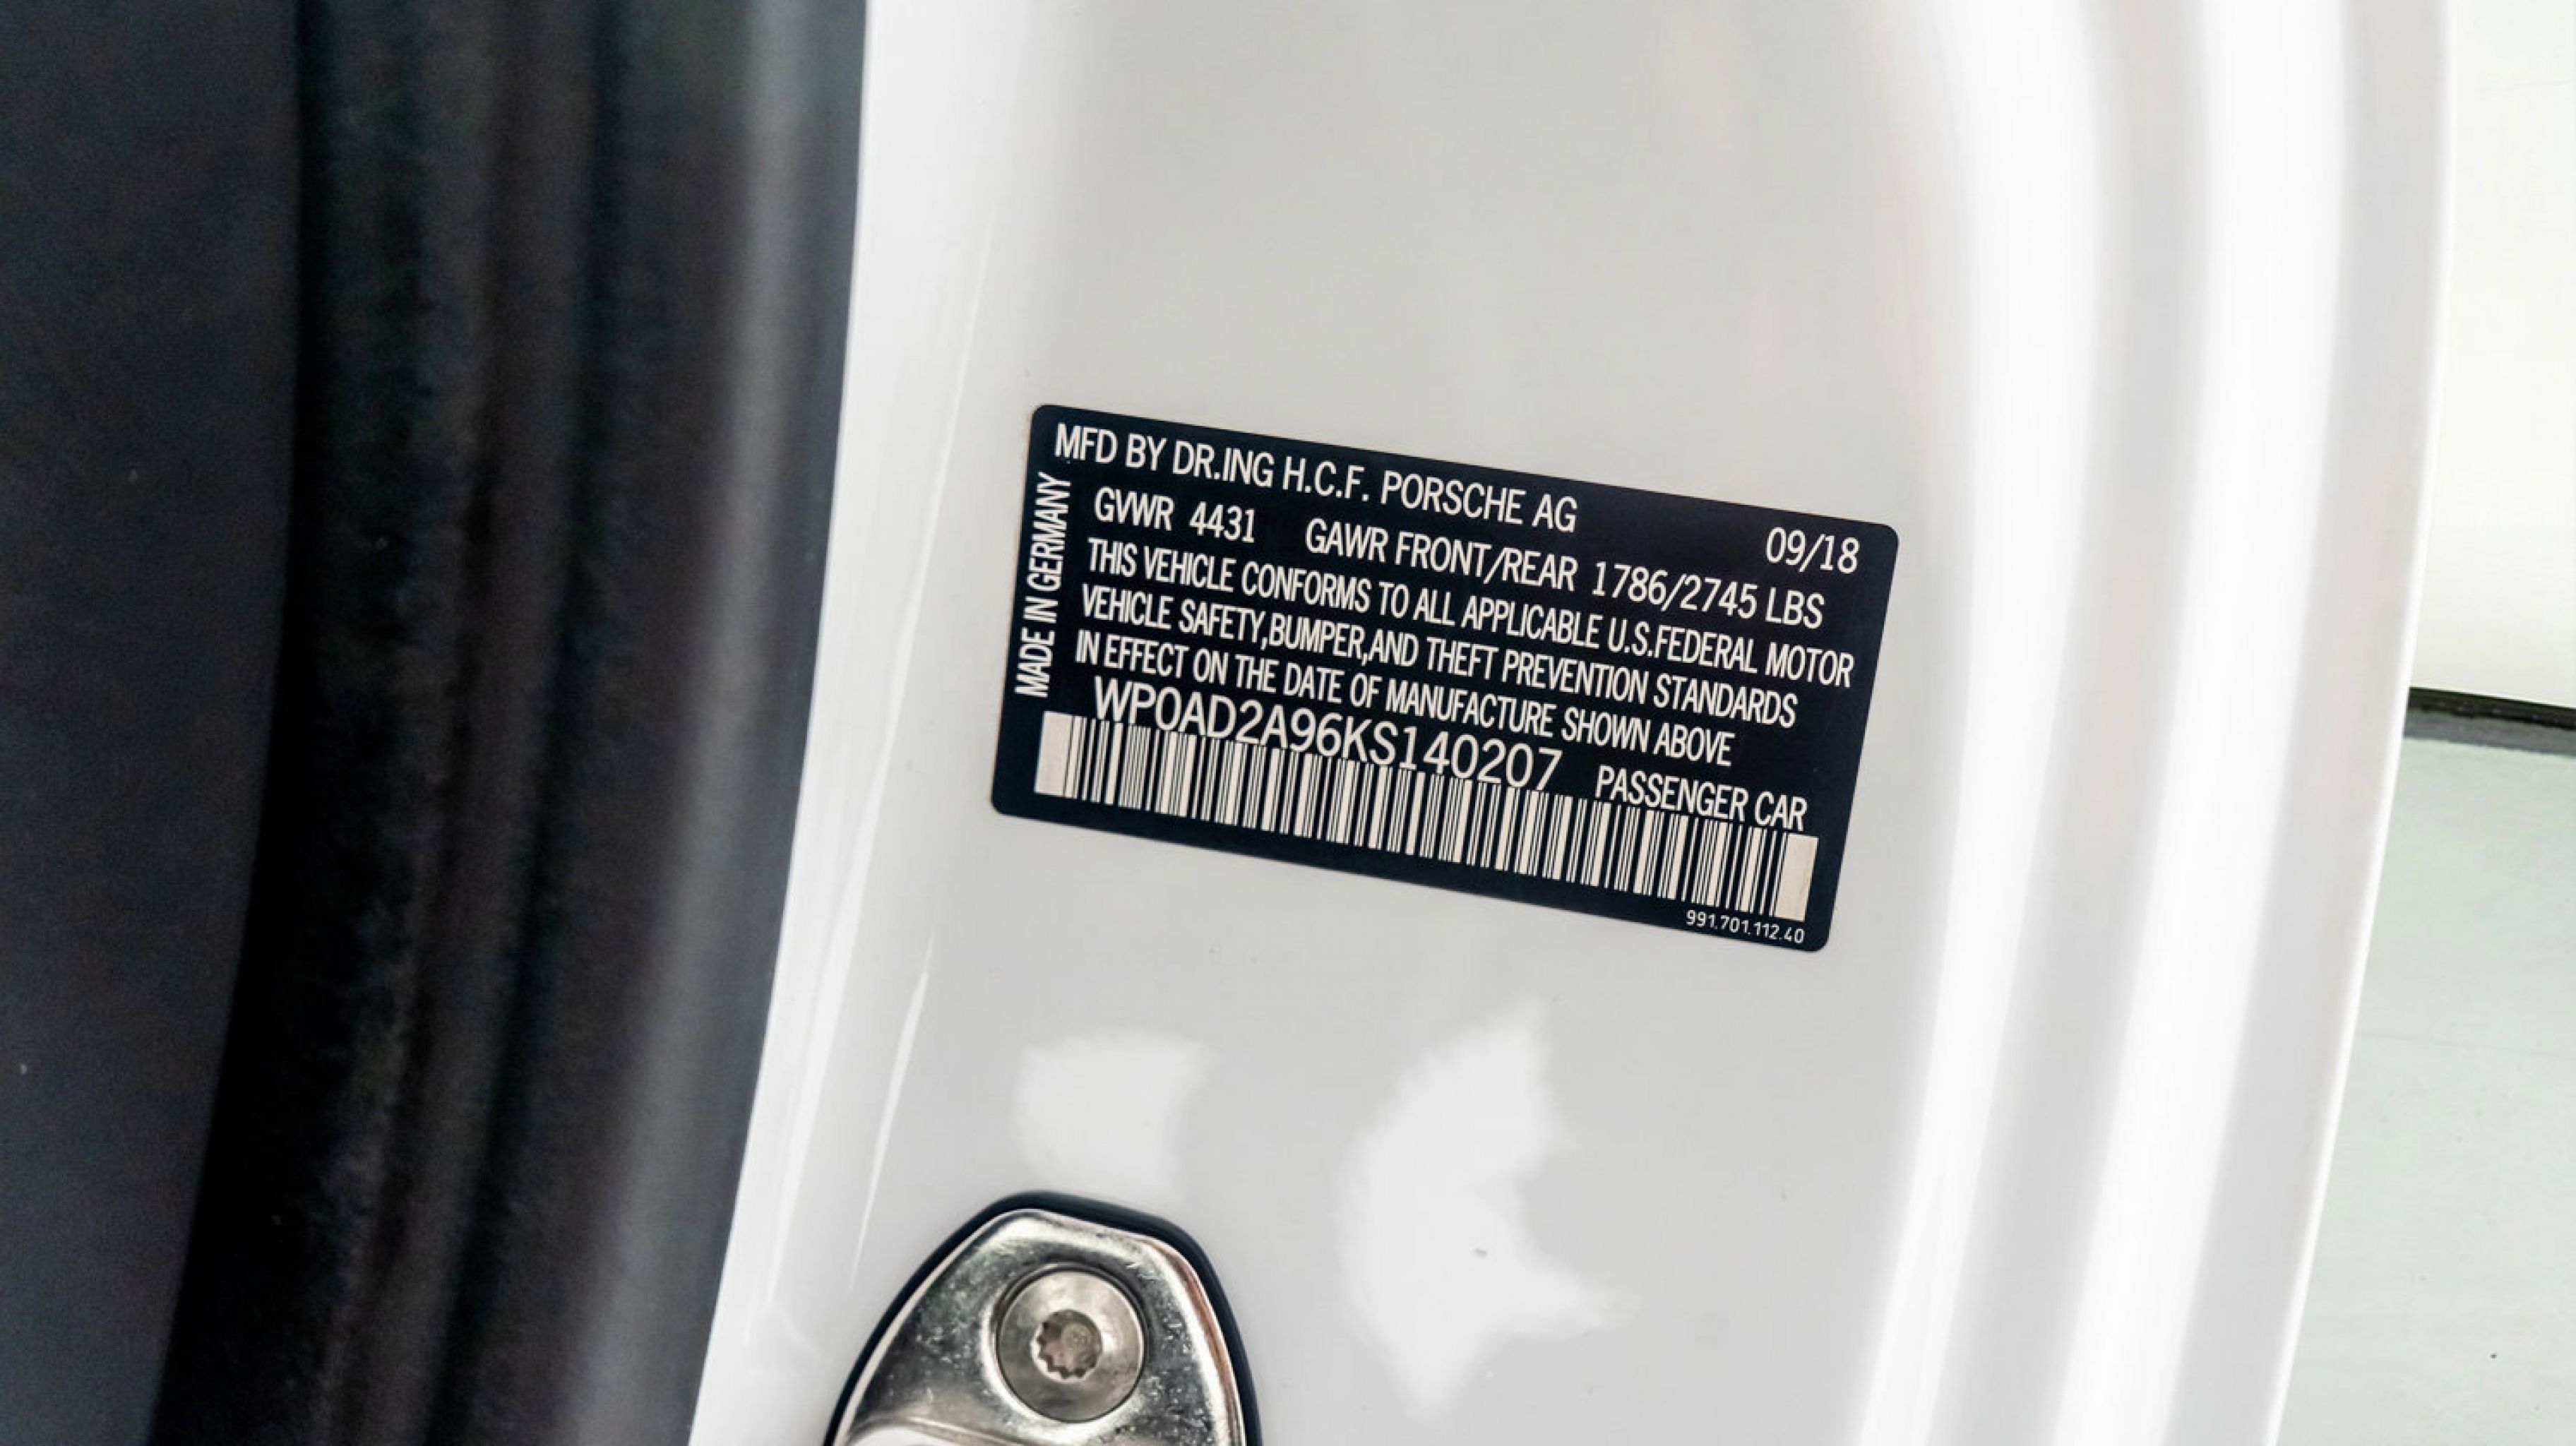 MFD BY DR.ING H.C.F. PORSCHE AG
09/18
GVWR 4431 GAWR FRONT/REAR 1786/2745 LBS
THIS VEHICLE CONFORMS TO ALL APPLICABLE U.S.FEDERAL MOTOR
VEHICLE SAFETY,BUMPER,AND THEFT PREVENTION STANDARDS
IN EFFECT ON THE DATE OF MANUFACTURE SHOWN ABOVE
WP0AD2A96KS140207 PASSENGER CAR
991.701.112.40
MADE IN GERMANY